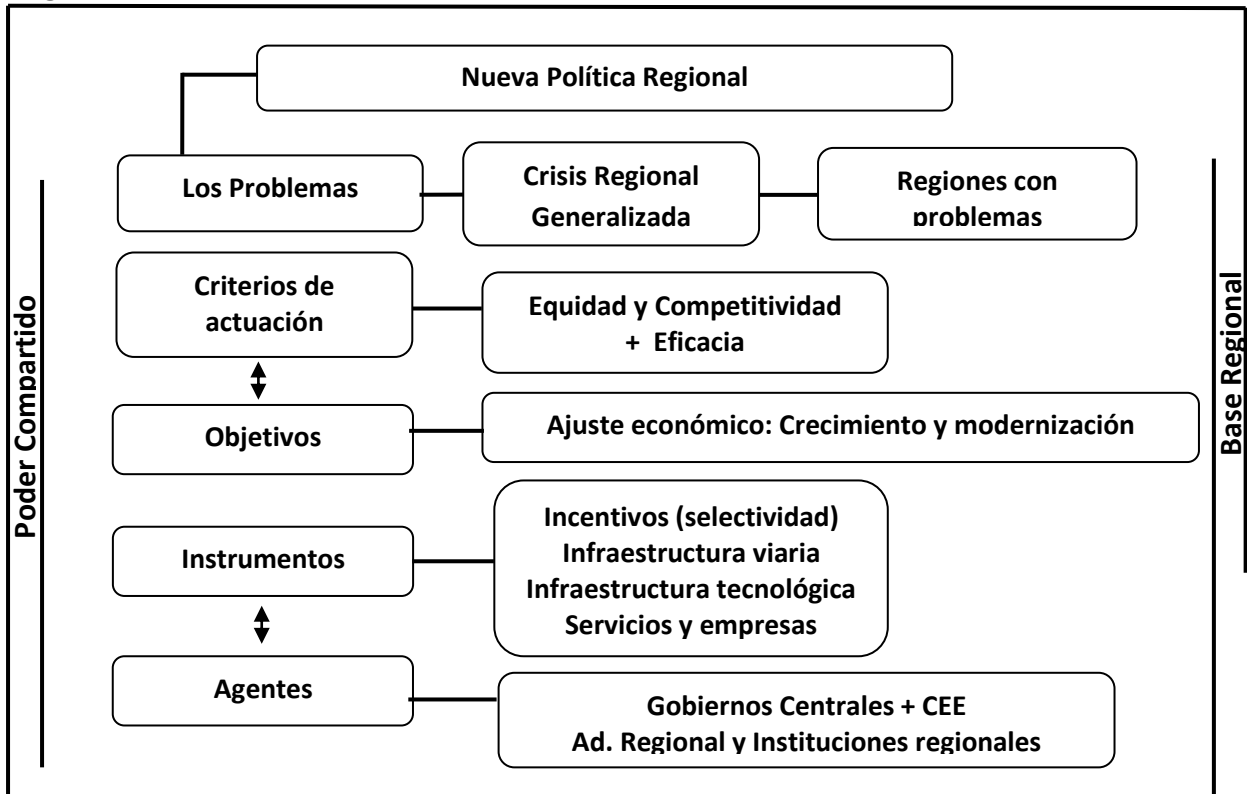 Nueva Política Regional
Los Problemas
Crisis Regional
Generalizada
Regiones con
problemas
Criterios de
actuación
Equidad y Competitividad
+ Eficacia
Objetivos
Ajuste económico: Crecimiento y modernización
Instrumentos
Incentivos (selectividad)
Infraestructura viaria
Infraestructura tecnológica
Servicios y empresas
Agentes
Gobiernos Centrales + CEE
Ad. Regional y Instituciones regionales
Poder Compartido
Base Regional